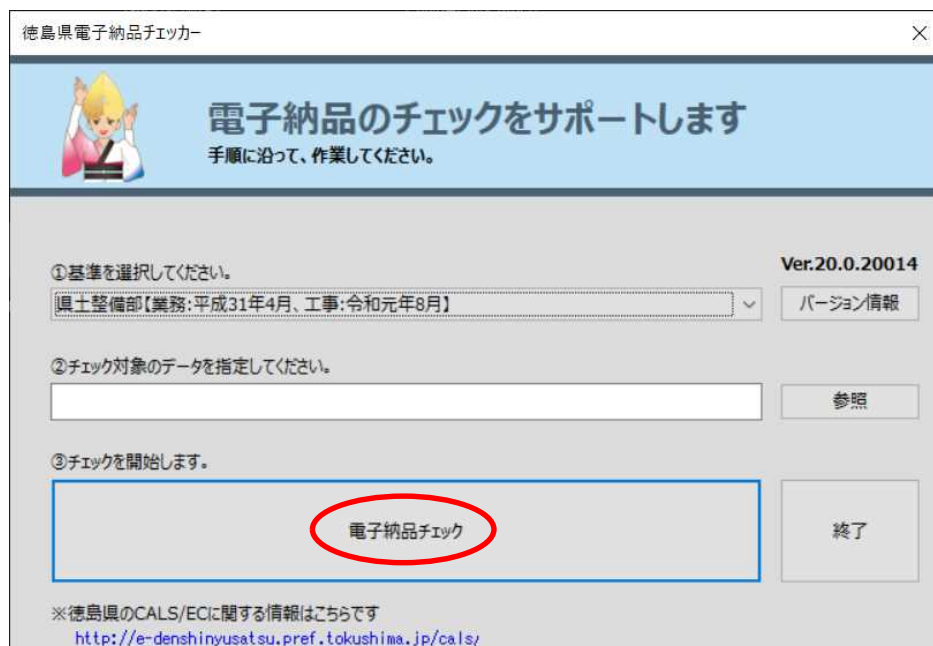 徳島県電子納品チェッカー
電子納品のチェックをサポートします
手順に沿って、作業してください。
①基準を選択してください。
Ver.20.0.20014
県土整備部【業務:平成31年4月、工事:令和元年8月】
バージョン情報
②チェック対象のデータを指定してください。
参照
③チェックを開始します。
電子納品チェック
終了
※徳島県のCALS/ECに関する情報はこちらです
http://e-denshinyusatsu.pref.tokushima.jp/cals/